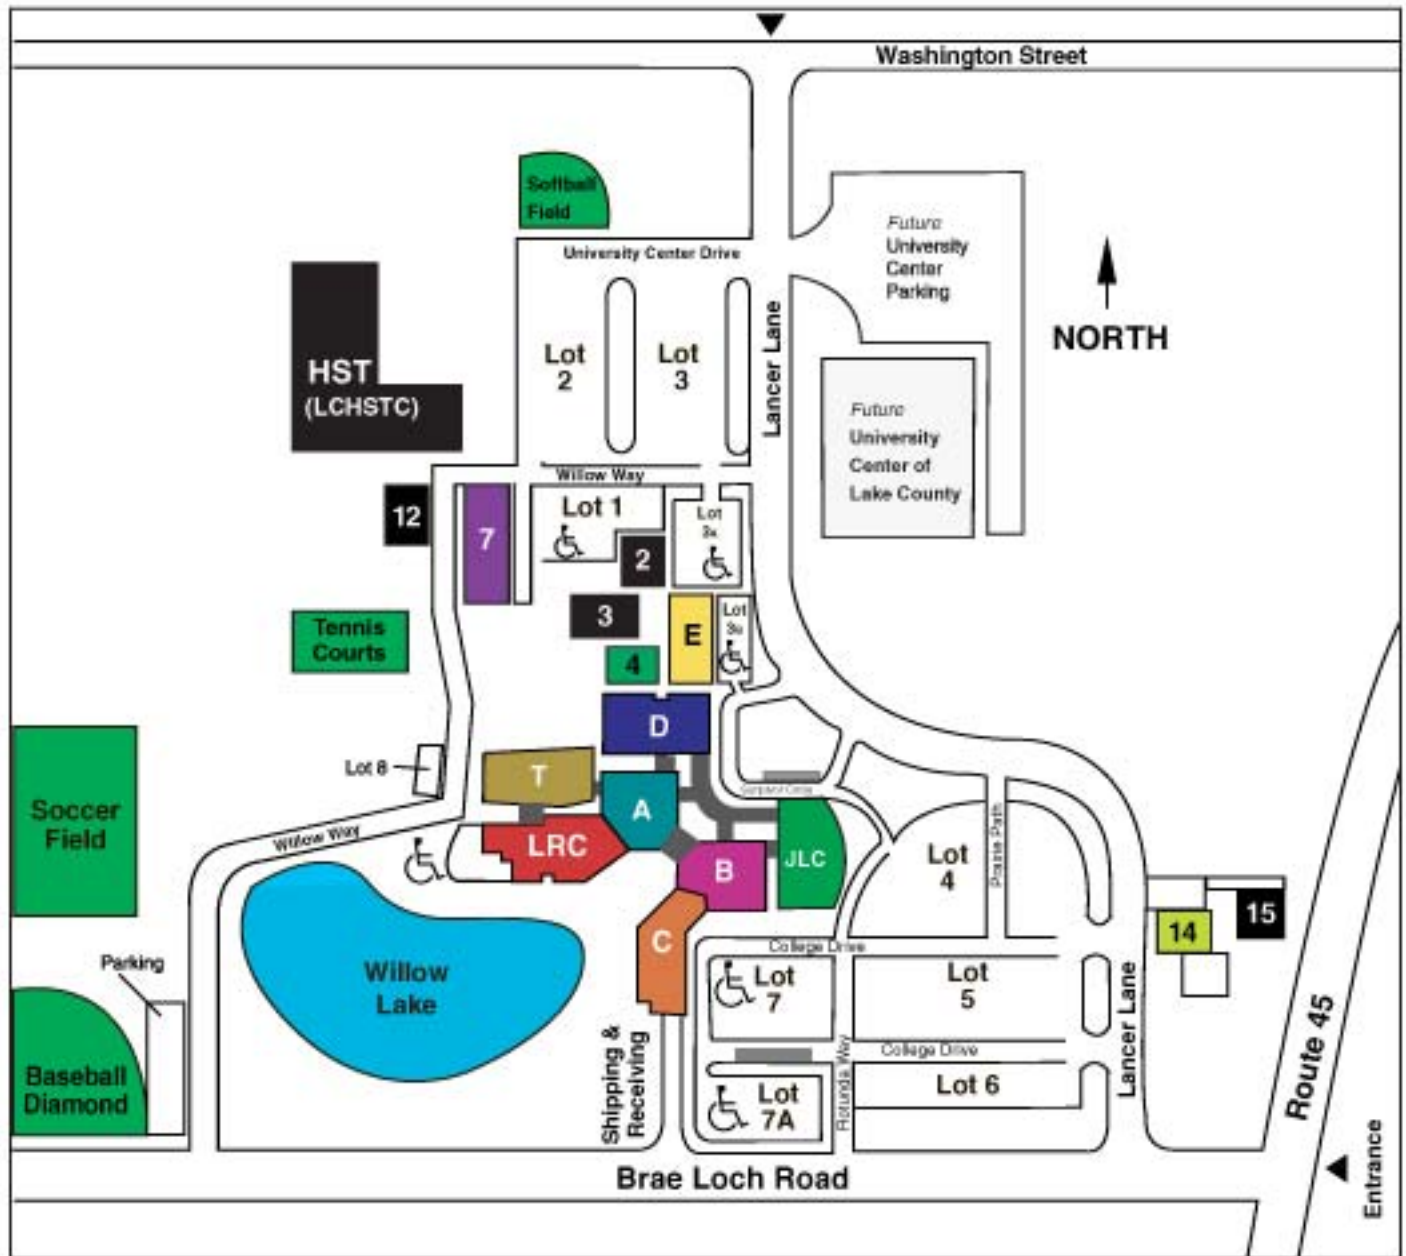 Washington Street
Softball
Field
University Center Drive
Future
University
Center
Parking
NORTH
HST
(LCHSTC)
Lot
2
Lot
3
Lancer Lane
Future
University
Center of
Lake County
Willow Way
12
7
Lot 1
Lot
2
3
E
Lot
4
Tennis
Courts
D
Lot 8
T
A
Soccer
Field
Willow Way
LRC
B
JLC
Lot
4
Prairie Path
15
14
C
College Drive
Parking
Willow
Lake
Lot
7
Lot
5
Lancer Lane
Route 45
Baseball
Diamond
Shipping &
Receiving
College Drive
Rotunda Way
Lot 6
Lot
7A
Entrance
Brae Loch Road